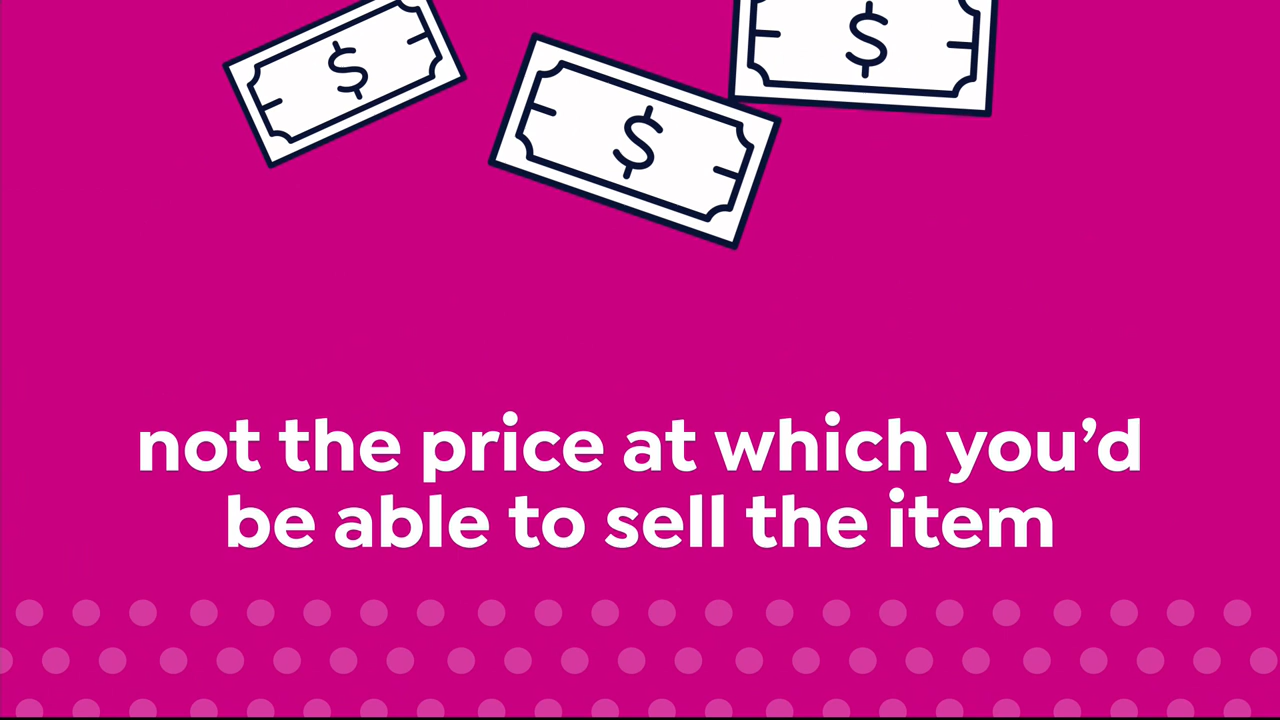 $
$
$
not the price at which you’d
be able to sell the item